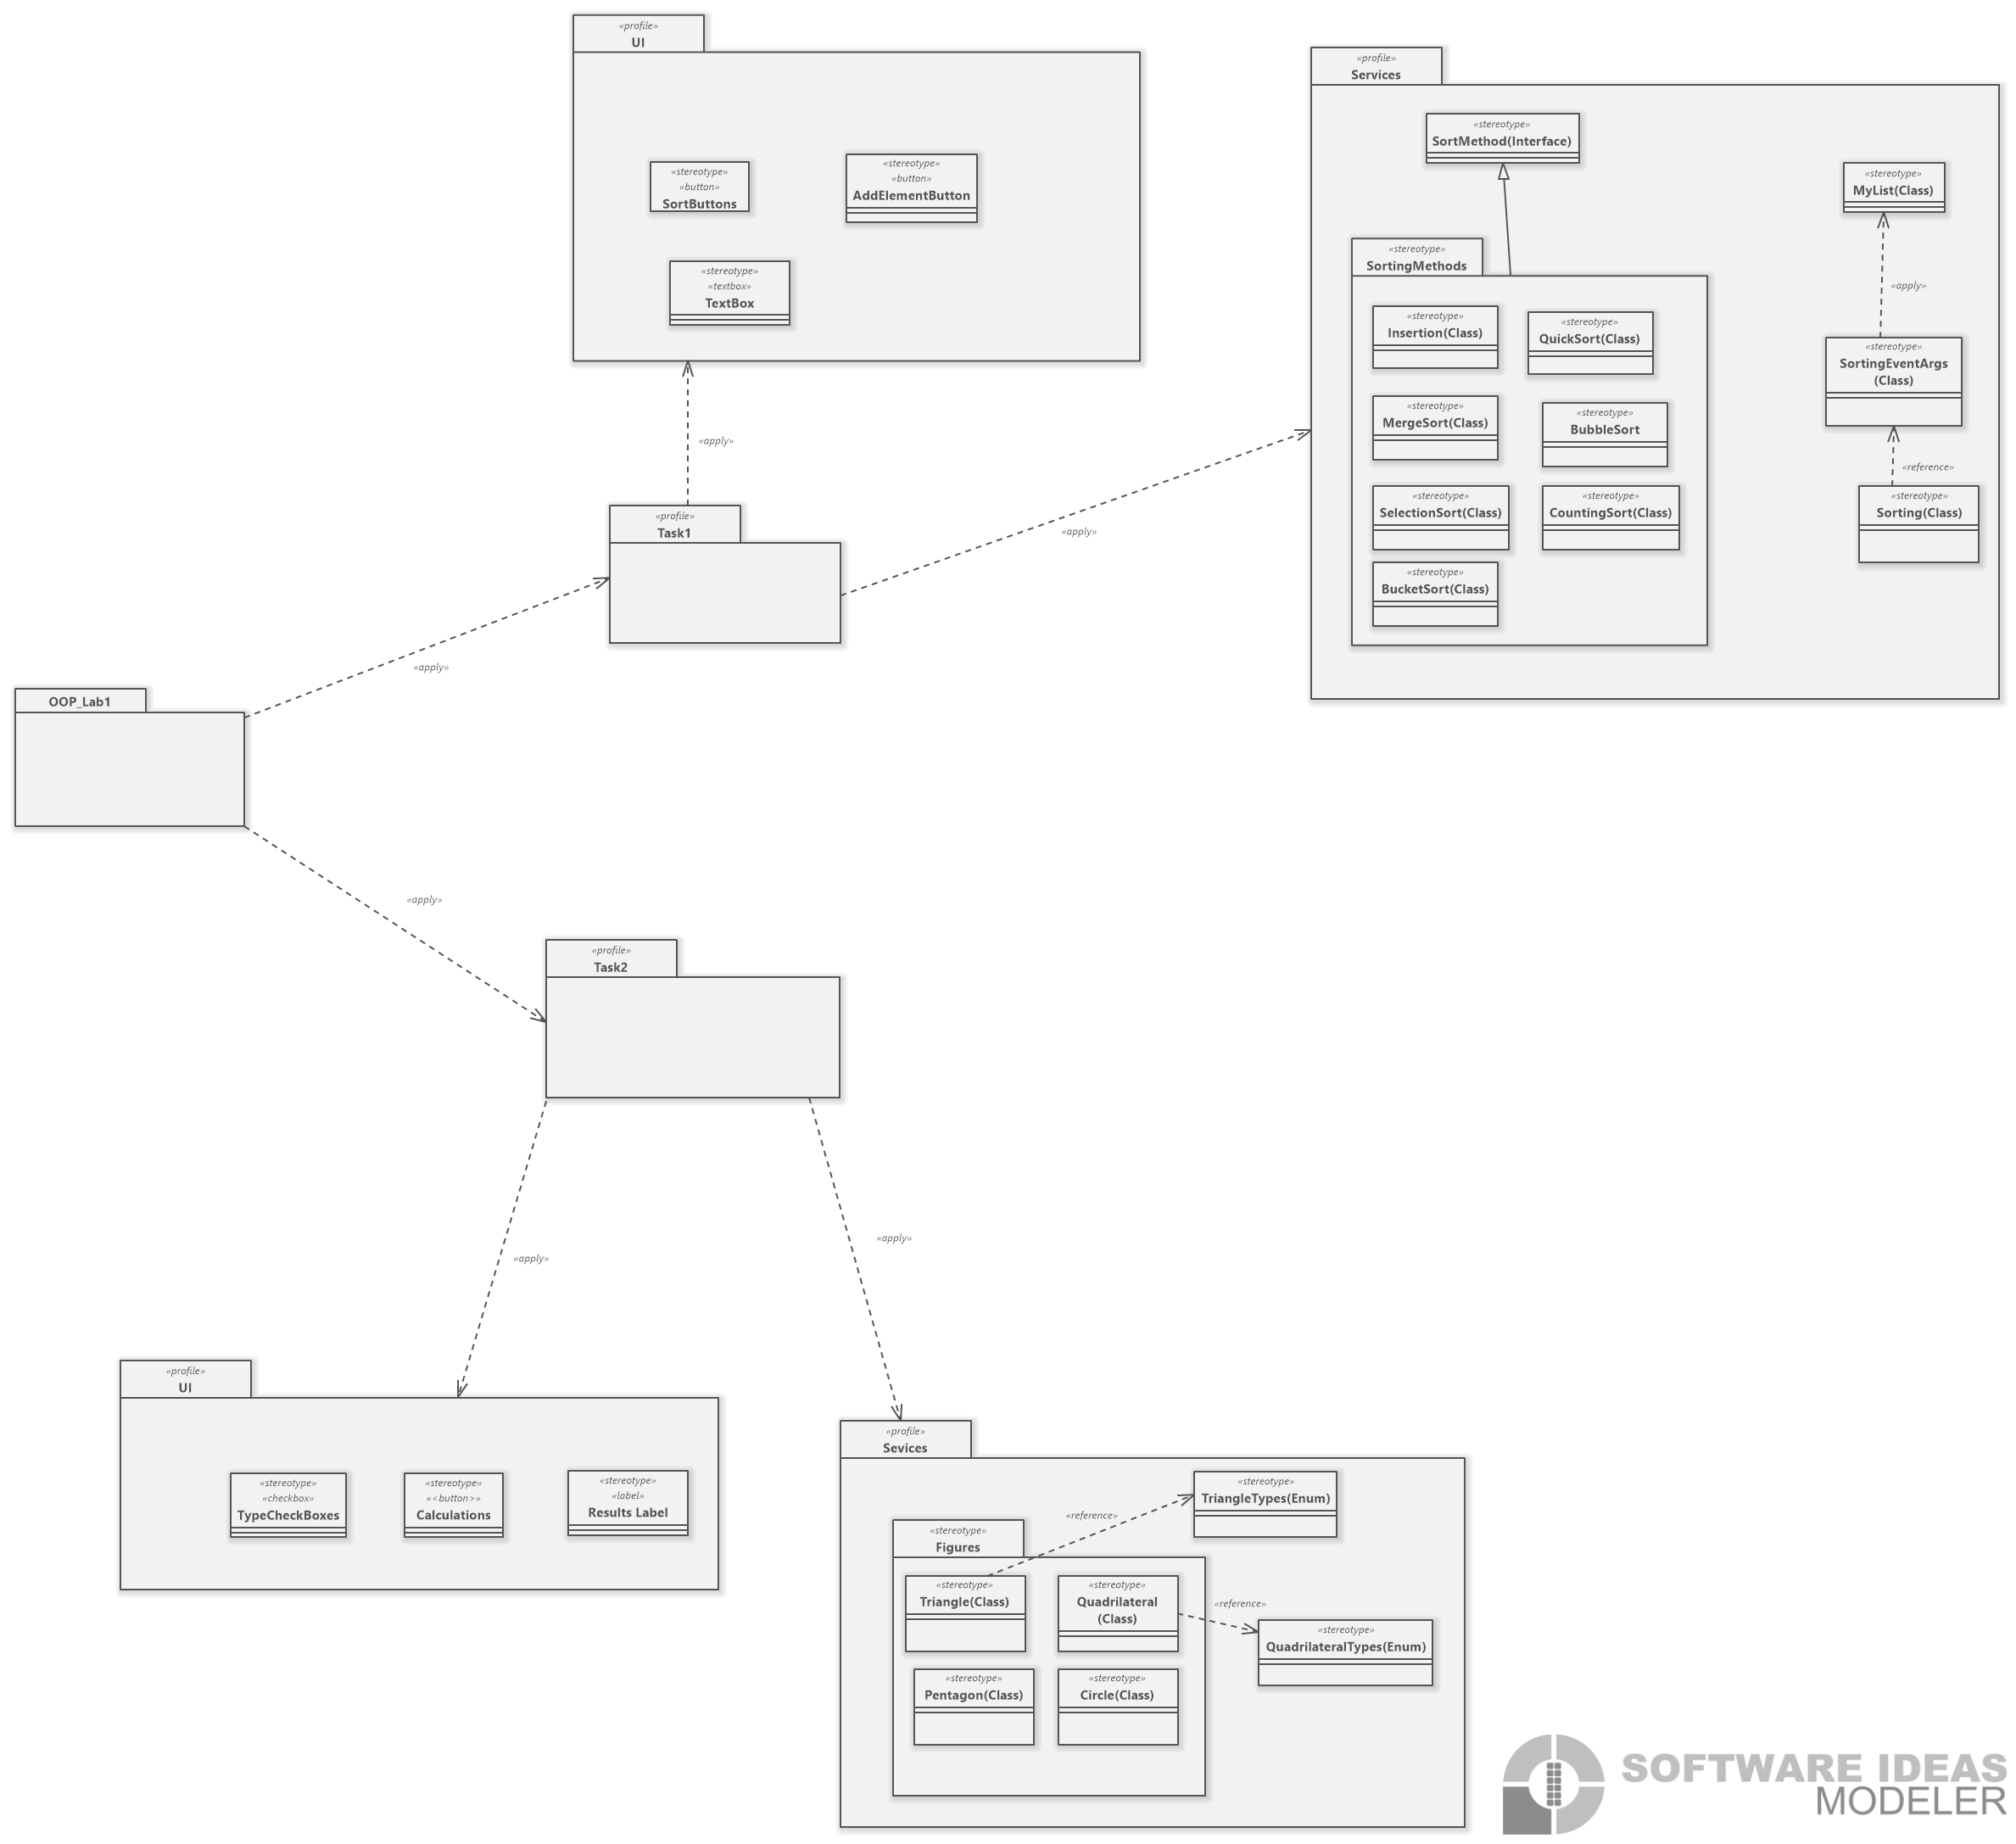 «profile»
UI
«stereotype»
«button»
SortButtons
«stereotype»
«button»
AddElementButton
«stereotype»
«textbox»
TextBox
«profile»
Services
«stereotype»
SortMethod(Interface)
«stereotype»
MyList(Class)
«stereotype»
SortingMethods
«apply»
«stereotype»
Insertion(Class)
«stereotype»
QuickSort(Class)
«stereotype»
SortingEventArgs
(Class)
«stereotype»
MergeSort(Class)
«stereotype»
BubbleSort
«reference»
«stereotype»
SelectionSort(Class)
«stereotype»
CountingSort(Class)
«stereotype»
Sorting(Class)
«stereotype»
BucketSort(Class)
«apply»
«profile»
Task1
«apply»
«apply»
OOP_Lab1
«apply»
«profile»
Task2
«apply»
«apply»
«profile»
UI
«stereotype»
«checkbox»
TypeCheckBoxes
«stereotype»
«<button>»
Calculations
«stereotype»
«label»
Results Label
«profile»
Sevices
«stereotype»
TriangleTypes(Enum)
«reference»
«stereotype»
Figures
«stereotype»
Triangle(Class)
«stereotype»
Quadrilateral
(Class)
«reference»
«stereotype»
QuadrilateralTypes(Enum)
«stereotype»
Pentagon(Class)
«stereotype»
Circle(Class)
SOFTWARE IDEAS
MODELER